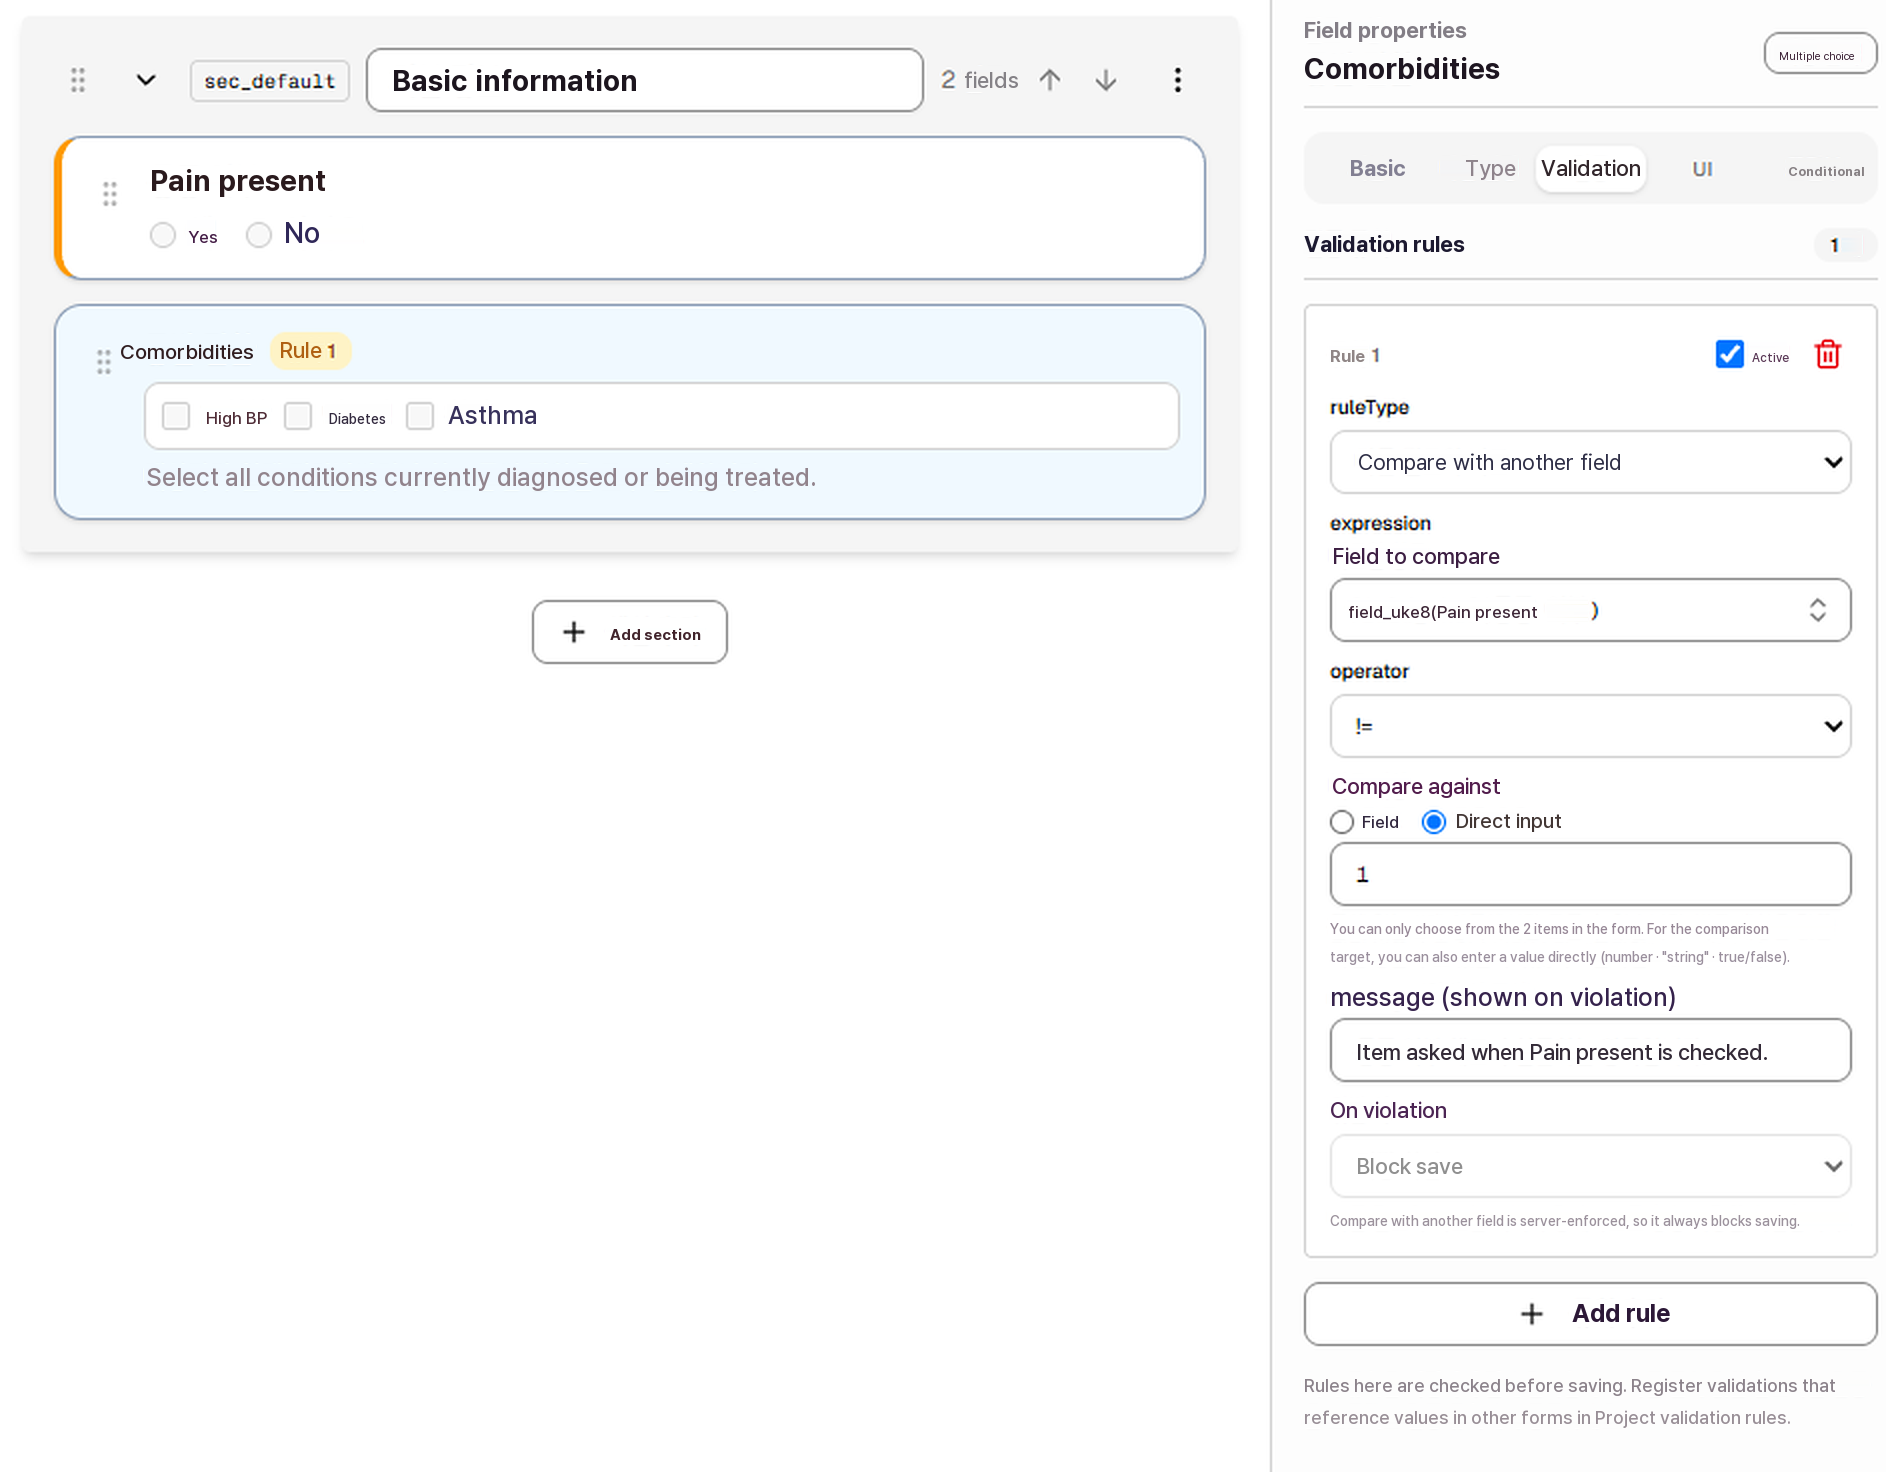 sec_default
Basic information
2 fields
Pain present
Yes
No
Comorbidities
Rule 1
High BP
Diabetes
Asthma
Select all conditions currently diagnosed or being treated.
Add section
Field properties
Comorbidities
Multiple choice
Basic
Type
Validation
UI
Conditional
Validation rules
1
Rule 1
Active
ruleType
Compare with another field
expression
Field to compare
field_uke8(Pain present )
operator
!=
Compare against
Field
Direct input
1
You can only choose from the 2 items in the form. For the comparison
target, you can also enter a value directly (number · "string" · true/false).
message (shown on violation)
Item asked when Pain present is checked.
On violation
Block save
Compare with another field is server-enforced, so it always blocks saving.
Add rule
Rules here are checked before saving. Register validations that
reference values in other forms in Project validation rules.